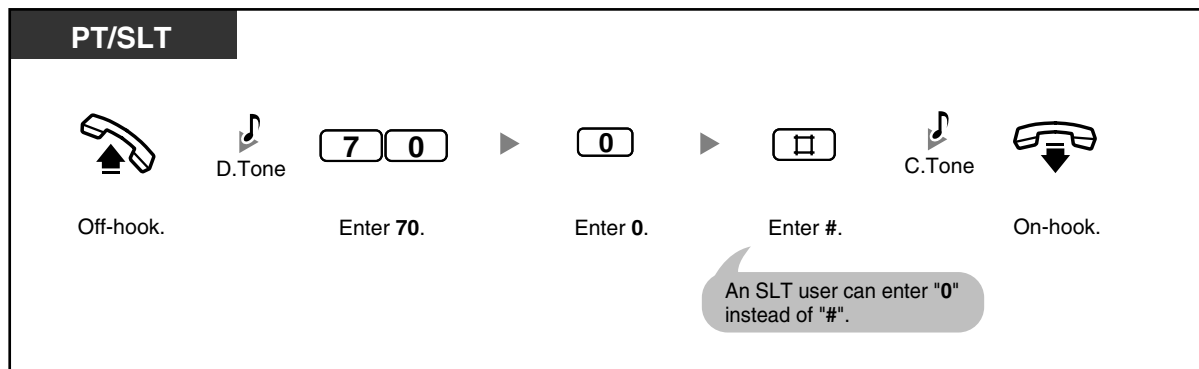 PT/SLT
D.Tone
7 0
0
#
C.Tone
Off-hook.
Enter 70.
Enter 0.
Enter #.
On-hook.
An SLT user can enter "0"
instead of "#".